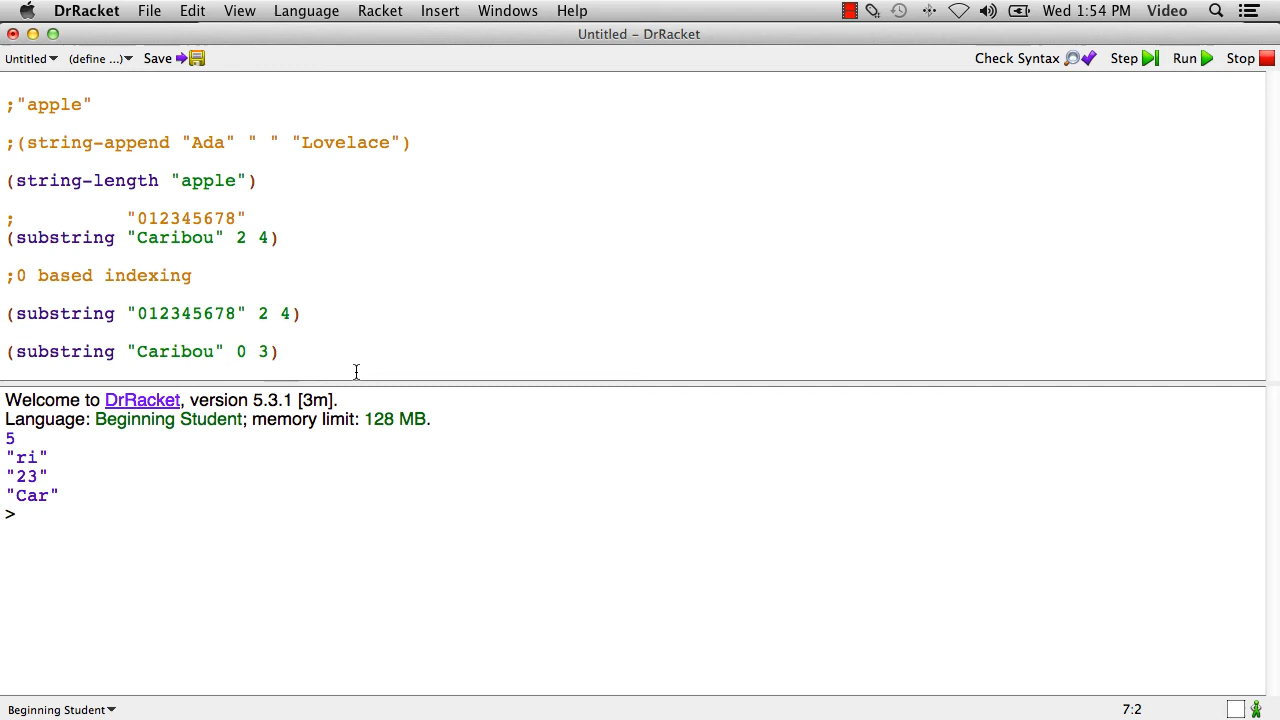 DrRacket File Edit View Language Racket Insert Windows Help Wed 1:54 PM Video
Untitled – DrRacket
Untitled (define ...) Save Check Syntax Step Run Stop
;"apple"
;(string-append "Ada" " " "Lovelace")
(string-length "apple")
; "012345678"
(substring "Caribou" 2 4)
;0 based indexing
(substring "012345678" 2 4)
(substring "Caribou" 0 3)
Welcome to DrRacket, version 5.3.1 [3m].
Language: Beginning Student; memory limit: 128 MB.
5
"ri"
"23"
"Car"
>
Beginning Student 7:2